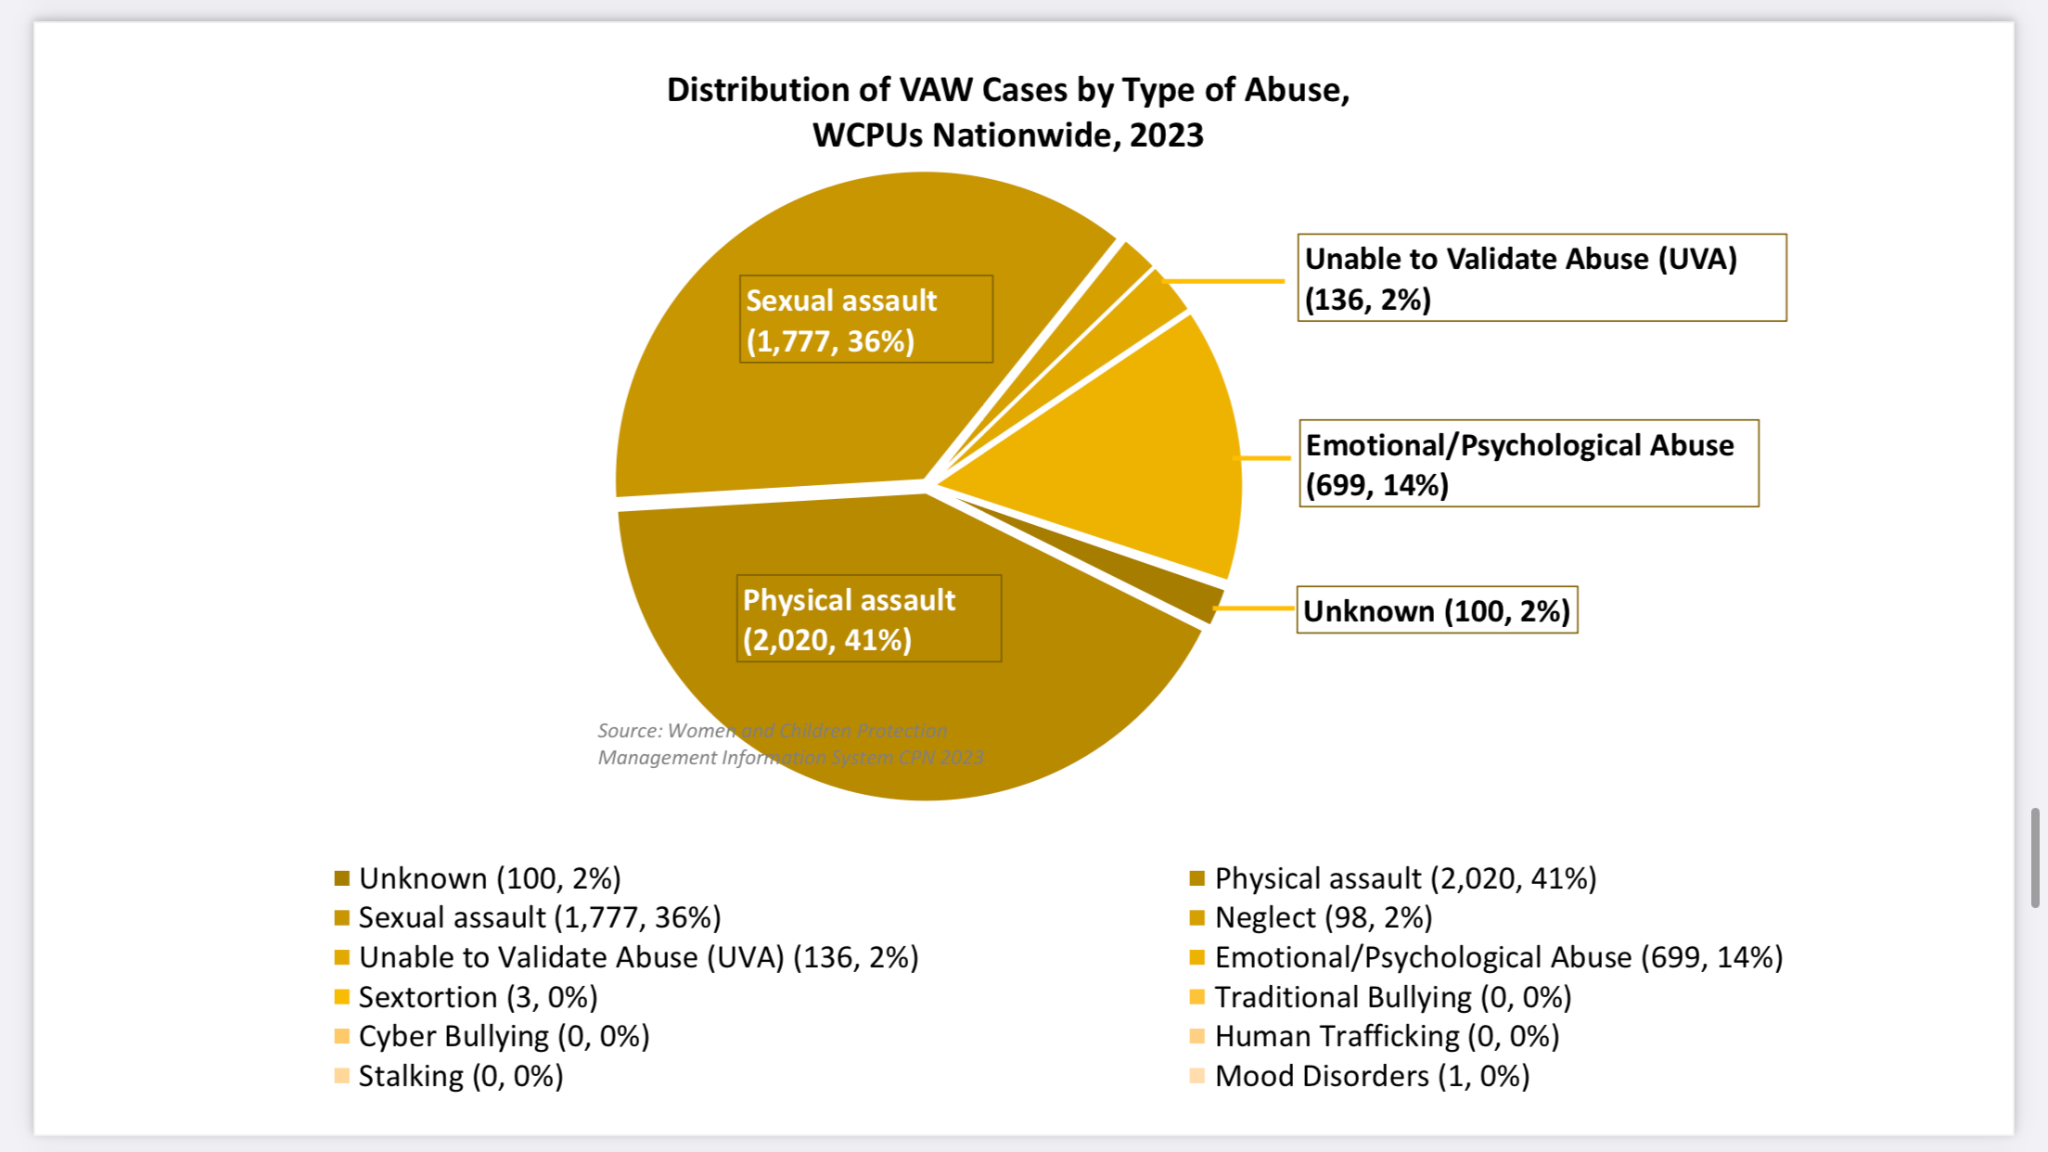 Distribution of VAW Cases by Type of Abuse,
WCPUs Nationwide, 2023
Sexual assault
(1,777, 36%)
Unable to Validate Abuse (UVA)
(136, 2%)
Emotional/Psychological Abuse
(699, 14%)
Unknown (100, 2%)
Physical assault
(2,020, 41%)
Source: Women and Children Protection
Management Information System CPN 2023
Unknown (100, 2%)
Physical assault (2,020, 41%)
Sexual assault (1,777, 36%)
Neglect (98, 2%)
Unable to Validate Abuse (UVA) (136, 2%)
Emotional/Psychological Abuse (699, 14%)
Sextortion (3, 0%)
Traditional Bullying (0, 0%)
Cyber Bullying (0, 0%)
Human Trafficking (0, 0%)
Stalking (0, 0%)
Mood Disorders (1, 0%)